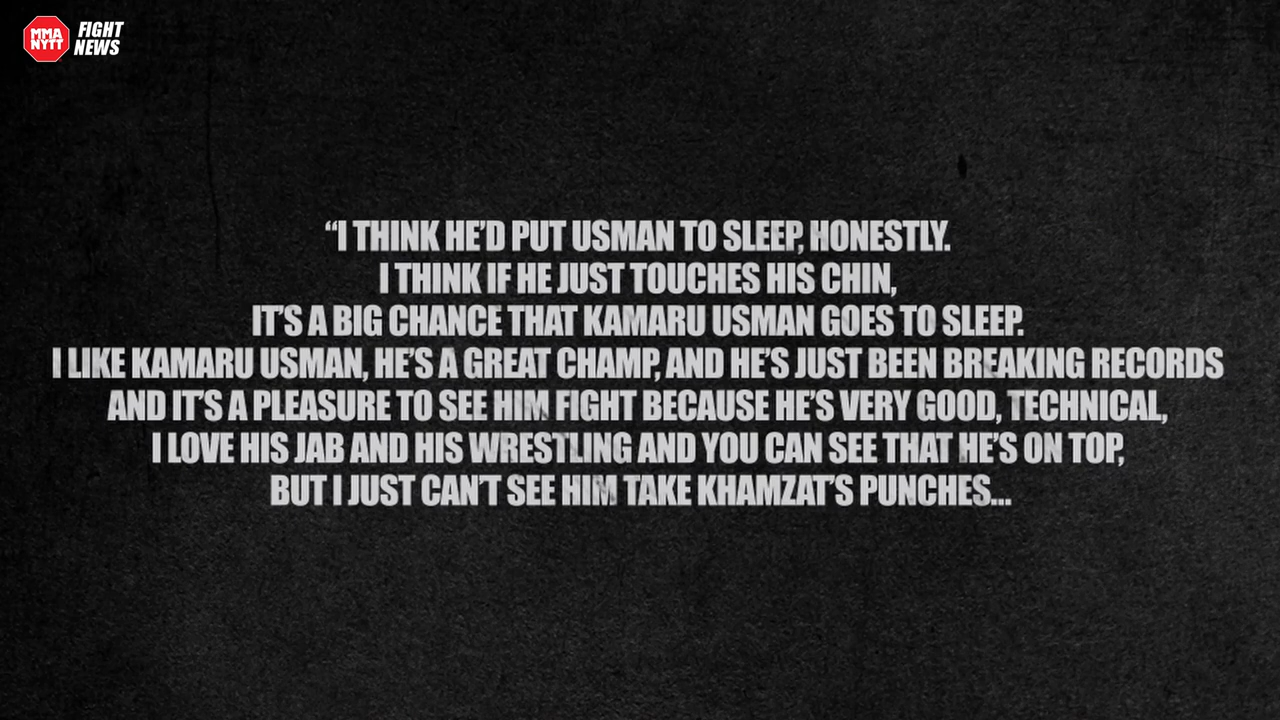 MMA
NYTT
FIGHT
NEWS
“I THINK HE’D PUT USMAN TO SLEEP, HONESTLY.
I THINK IF HE JUST TOUCHES HIS CHIN,
IT’S A BIG CHANCE THAT KAMARU USMAN GOES TO SLEEP.
I LIKE KAMARU USMAN, HE’S A GREAT CHAMP, AND HE’S JUST BEEN BREAKING RECORDS
AND IT’S A PLEASURE TO SEE HIM FIGHT BECAUSE HE’S VERY GOOD, TECHNICAL,
I LOVE HIS JAB AND HIS WRESTLING AND YOU CAN SEE THAT HE’S ON TOP,
BUT I JUST CAN’T SEE HIM TAKE KHAMZAT’S PUNCHES...